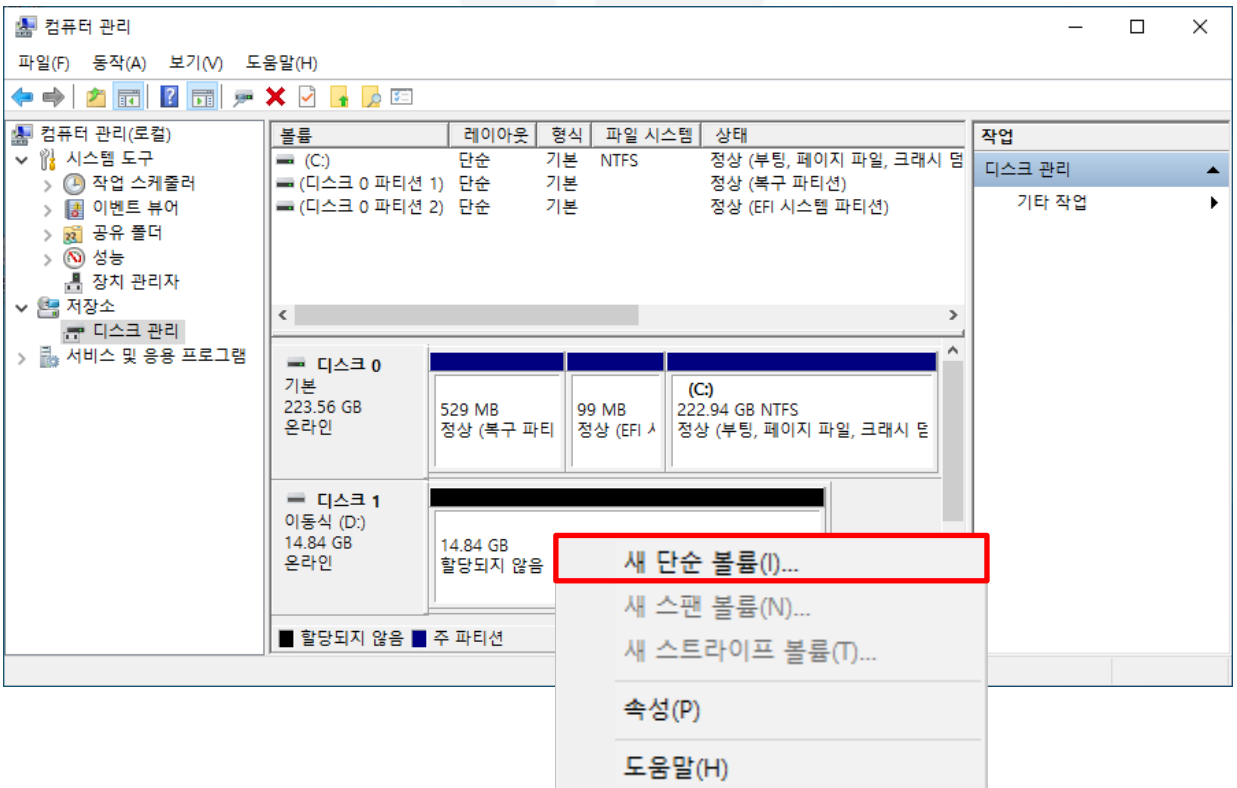 컴퓨터 관리
파일(F) 동작(A) 보기(V) 도움말(H)
컴퓨터 관리(로컬)
시스템 도구
작업 스케줄러
이벤트 뷰어
공유 폴더
성능
장치 관리자
저장소
디스크 관리
서비스 및 응용 프로그램
볼륨 레이아웃 형식 파일 시스템 상태
(C:) 단순 기본 NTFS 정상 (부팅, 페이지 파일, 크래시 덤
(디스크 0 파티션 1) 단순 기본 정상 (복구 파티션)
(디스크 0 파티션 2) 단순 기본 정상 (EFI 시스템 파티션)
디스크 0
기본
223.56 GB
온라인
529 MB
정상 (복구 파티
99 MB
정상 (EFI
(C:)
222.94 GB NTFS
정상 (부팅, 페이지 파일, 크래시
디스크 1
이동식 (D:)
14.84 GB
온라인
14.84 GB
할당되지 않음
할당되지 않음 주 파티션
작업
디스크 관리
기타 작업
새 단순 볼륨(I)...
새 스팬 볼륨(N)...
새 스트라이프 볼륨(T)...
속성(P)
도움말(H)